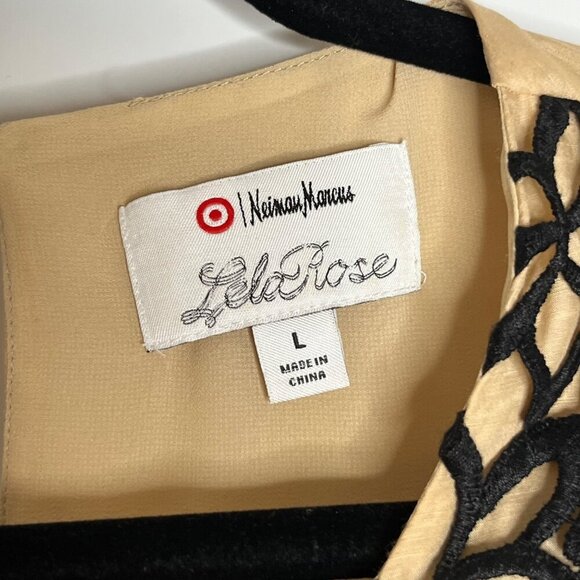 | Neiman Marcus
Lela Rose
L
MADE IN
CHINA